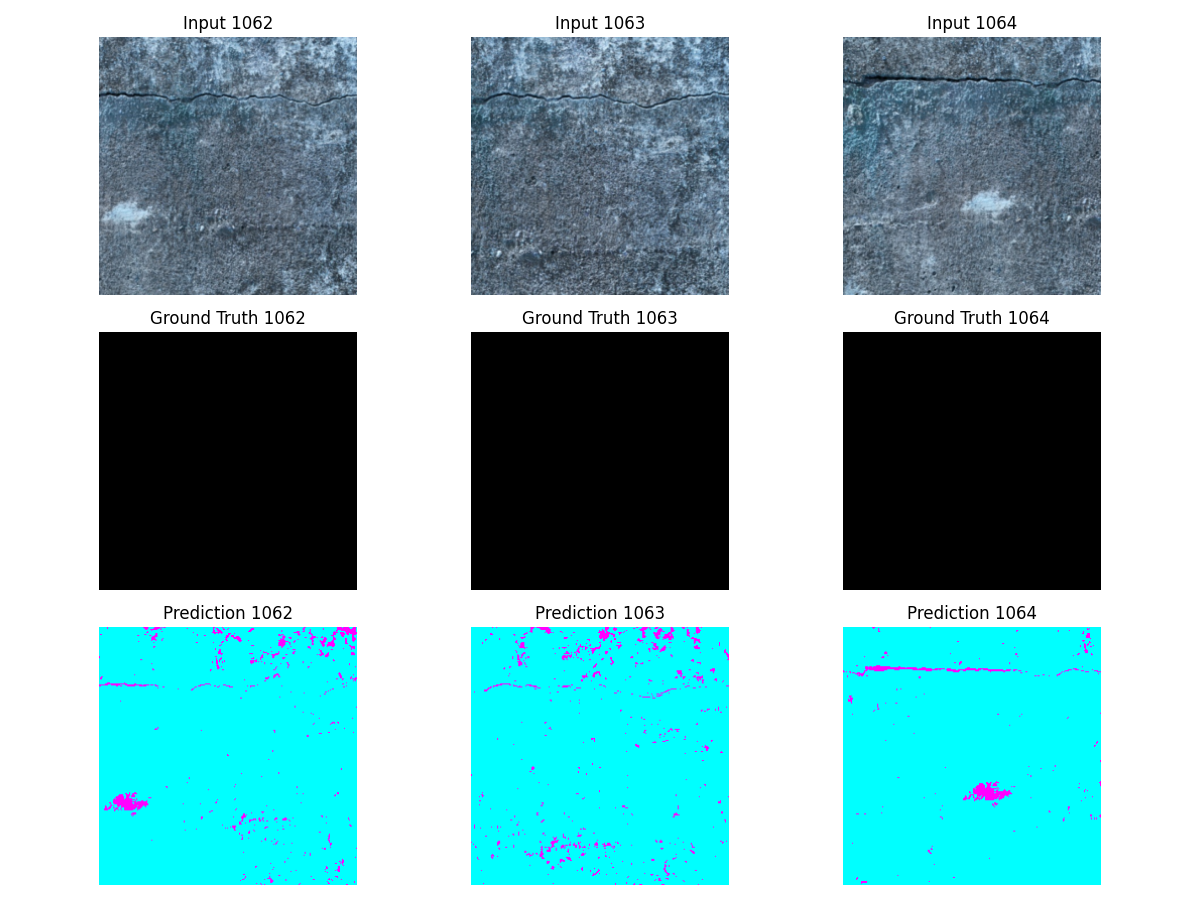 Input 1062
Input 1063
Input 1064
Ground Truth 1062
Ground Truth 1063
Ground Truth 1064
Prediction 1062
Prediction 1063
Prediction 1064